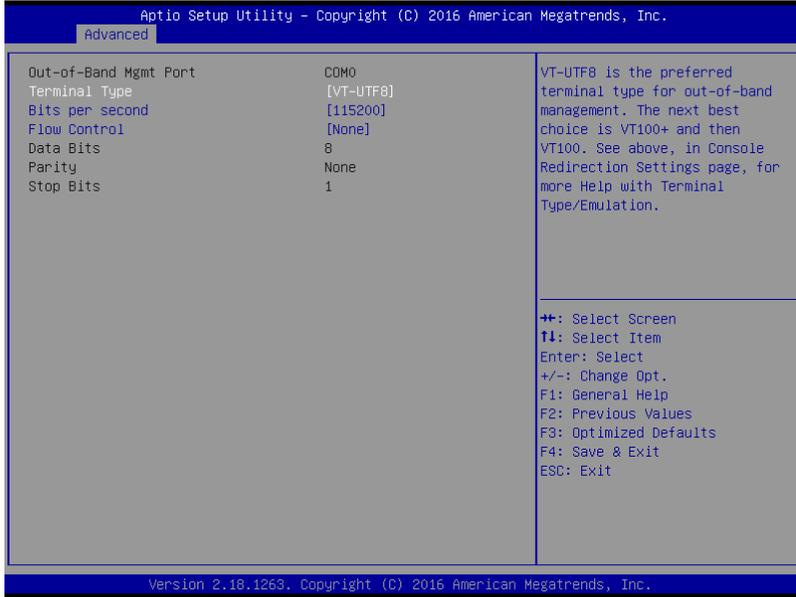 Aptio Setup Utility – Copyright (C) 2016 American Megatrends, Inc.
Advanced
Out-of-Band Mgmt Port COM0
Terminal Type [VT-UTF8]
Bits per second [115200]
Flow Control [None]
Data Bits 8
Parity None
Stop Bits 1
VT-UTF8 is the preferred
terminal type for out-of-band
management. The next best
choice is VT100+ and then
VT100. See above, in Console
Redirection Settings page, for
more Help with Terminal
Type/Emulation.
→←: Select Screen
↑↓: Select Item
Enter: Select
+/-: Change Opt.
F1: General Help
F2: Previous Values
F3: Optimized Defaults
F4: Save & Exit
ESC: Exit
Version 2.18.1263. Copyright (C) 2016 American Megatrends, Inc.